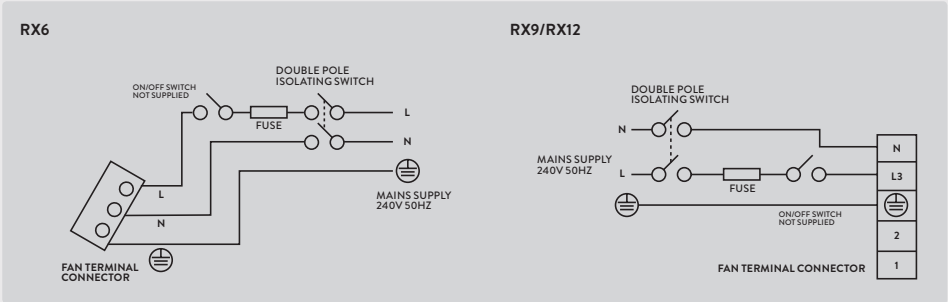 RX6
DOUBLE POLE
ISOLATING SWITCH
ON/OFF SWITCH
NOT SUPPLIED
FUSE
L
N
MAINS SUPPLY
240V 50HZ
L
N
FAN TERMINAL
CONNECTOR
RX9/RX12
DOUBLE POLE
ISOLATING SWITCH
N
MAINS SUPPLY
240V 50HZ
L
FUSE
ON/OFF SWITCH
NOT SUPPLIED
N
L3
2
1
FAN TERMINAL CONNECTOR